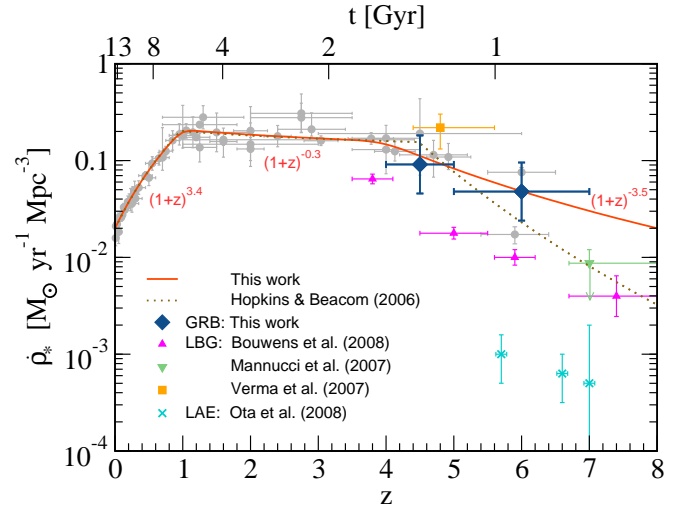 t [Gyr]
13 8 4 2 1
1
0.1
10⁻²
10⁻³
10⁻⁴
ρ̇* [M⊙ yr⁻¹ Mpc⁻³]
(1+z)³·⁴
(1+z)⁻⁰·³
(1+z)⁻³·⁵
This work
Hopkins & Beacom (2006)
GRB: This work
LBG: Bouwens et al. (2008)
Mannucci et al. (2007)
Verma et al. (2007)
LAE: Ota et al. (2008)
0 1 2 3 4 5 6 7 8
z